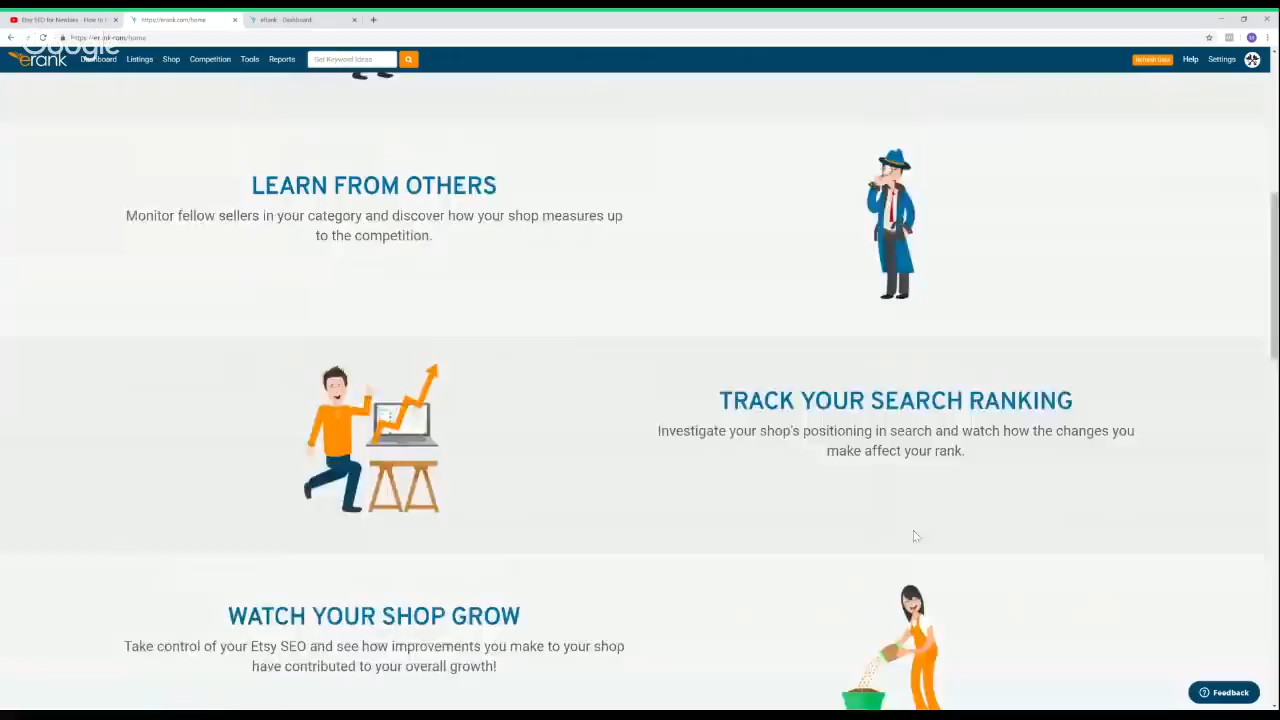 Etsy SEO for Newbies - How to
https://erank.com/home
eRank - Dashboard
https://erank.com/home
Google
erank
Dashboard
Listings
Shop
Competition
Tools
Reports
Get Keyword Ideas
Refresh Data
Help
Settings
LEARN FROM OTHERS
Monitor fellow sellers in your category and discover how your shop measures up
to the competition.
TRACK YOUR SEARCH RANKING
Investigate your shop's positioning in search and watch how the changes you
make affect your rank.
WATCH YOUR SHOP GROW
Take control of your Etsy SEO and see how improvements you make to your shop
have contributed to your overall growth!
Feedback